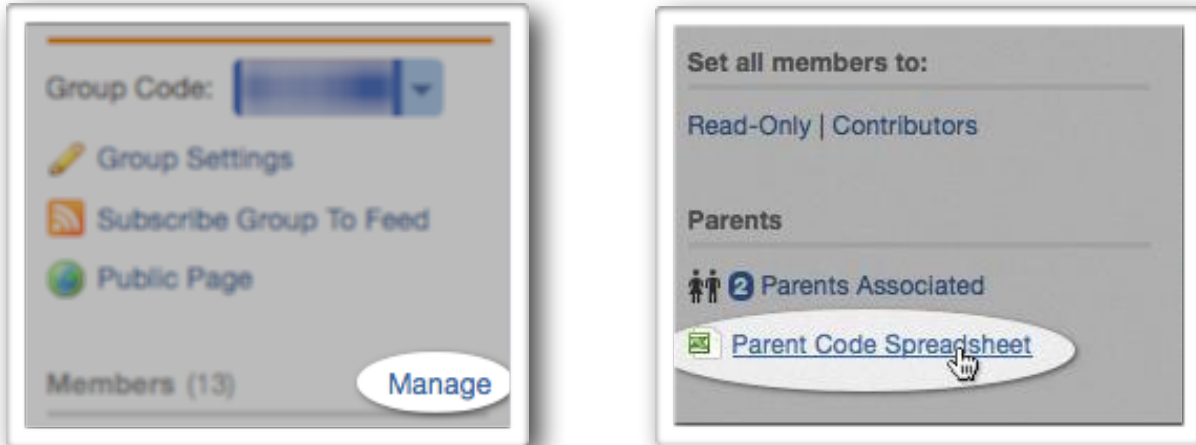 Group Code:
Group Settings
Subscribe Group To Feed
Public Page
Members (13) Manage
Set all members to:
Read-Only | Contributors
Parents
2 Parents Associated
Parent Code Spreadsheet